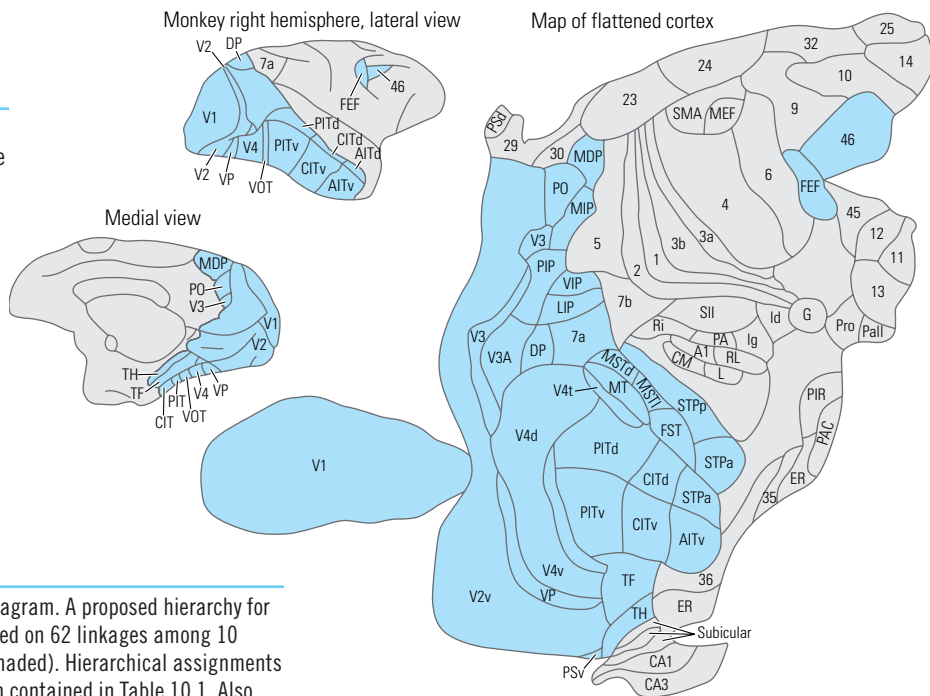 Monkey right hemisphere, lateral view
V2
DP
7a
46
FEF
V1
PITd
CITd
AITd
V4
PITv
CITv
AITv
V2
VP
VOT
e
Medial view
MDP
PO
V3
V1
V2
TH
TF
CIT
PIT
VOT
V4
VP
Map of flattened cortex
25
32
14
24
10
23
9
SMA
MEF
46
PSd
29
30
MDP
6
FEF
PO
MIP
4
45
12
V3
5
3a
3b
11
PIP
1
2
VIP
13
LIP
7b
SII
Id
G
Ri
Pro
PaII
V3
V3A
DP
7a
PA
Ig
A1
RL
CM
L
MSTd
MSTl
V4t
MT
STPp
PIR
V4d
FST
PAC
PITd
STPa
V1
CITd
ER
STPa
35
PITv
CITv
AITv
V4v
TF
36
V2v
VP
ER
TH
Subicular
PSv
CA1
CA3
agram. A proposed hierarchy for
ed on 62 linkages among 10
haded). Hierarchical assignments
n contained in Table 10.1. Also